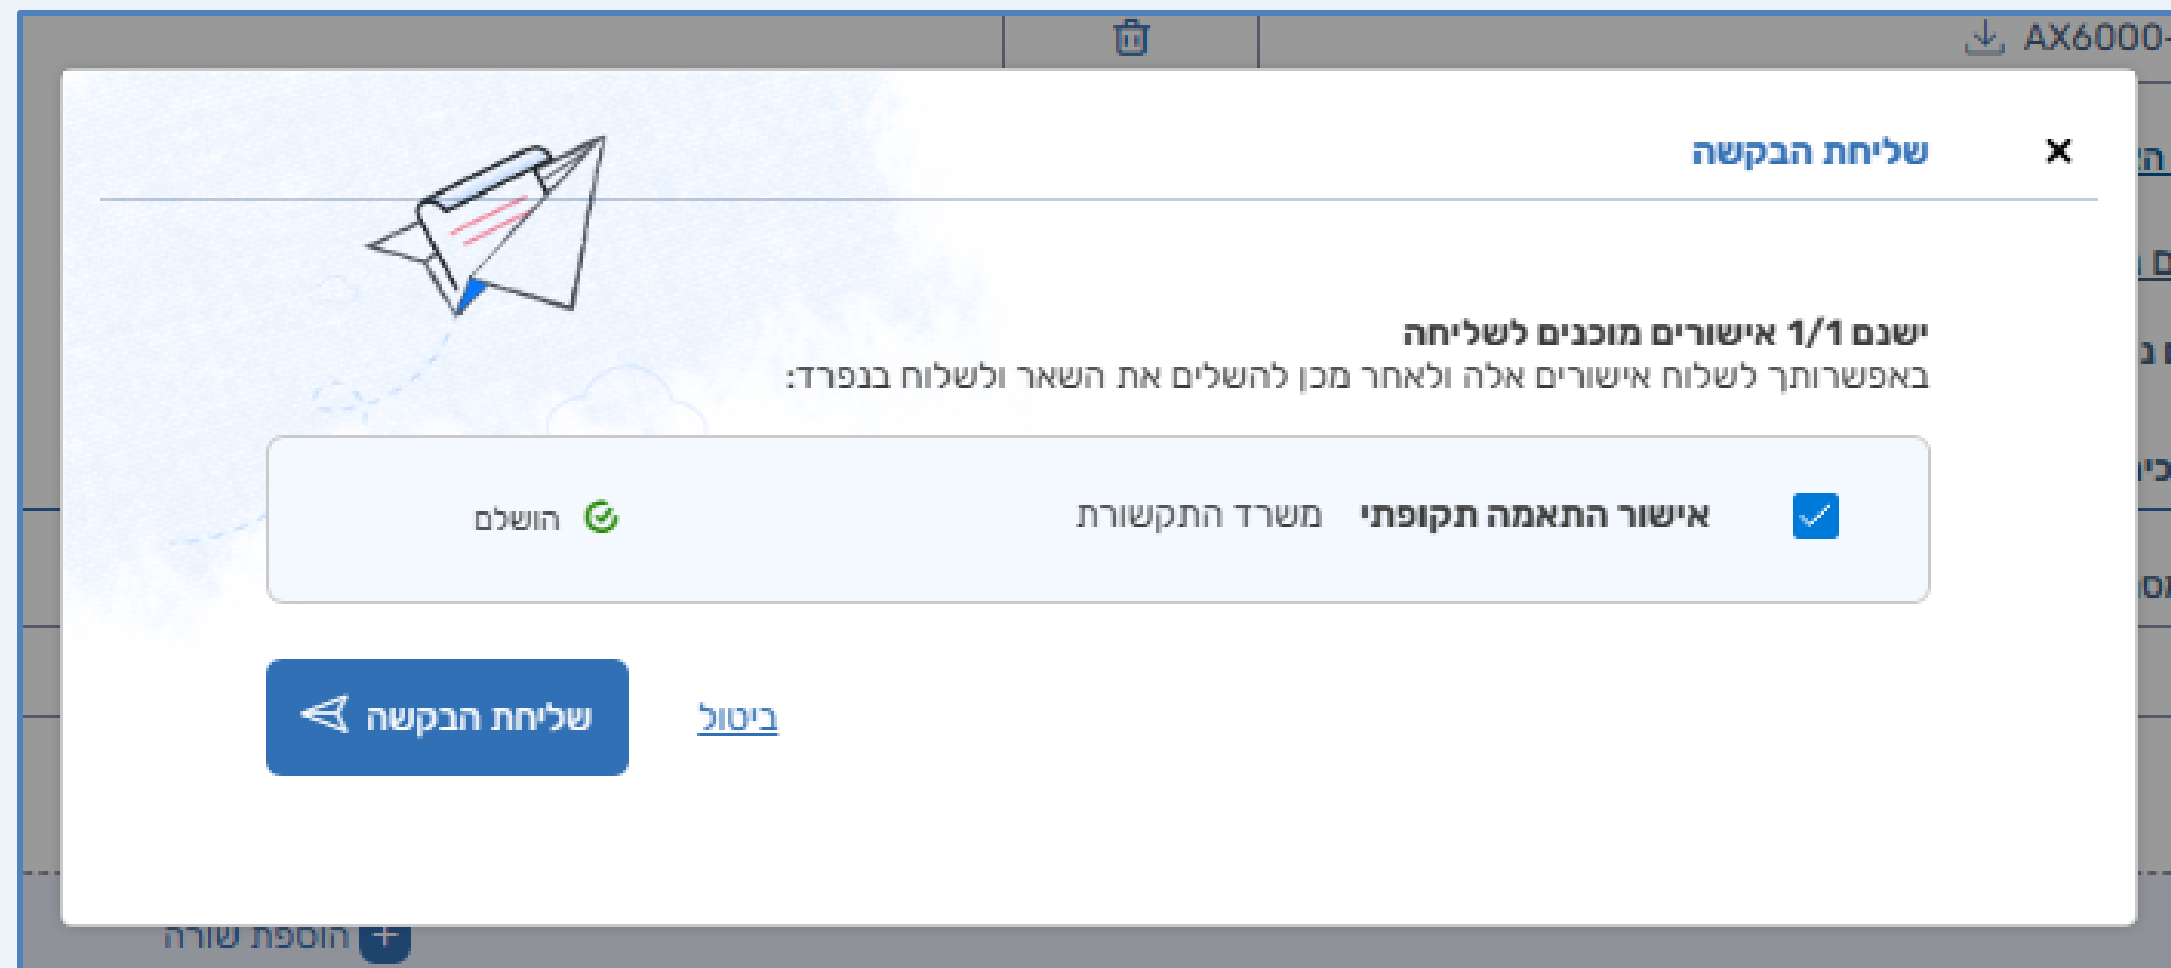 AX6000-
שליחת הבקשה
ישנם 1/1 אישורים מוכנים לשליחה
באפשרותך לשלוח אישורים אלה ולאחר מכן להשלים את השאר ולשלוח בנפרד:
אישור התאמה תקופתי משרד התקשורת הושלם
ביטול שליחת הבקשה
הוספת שורה